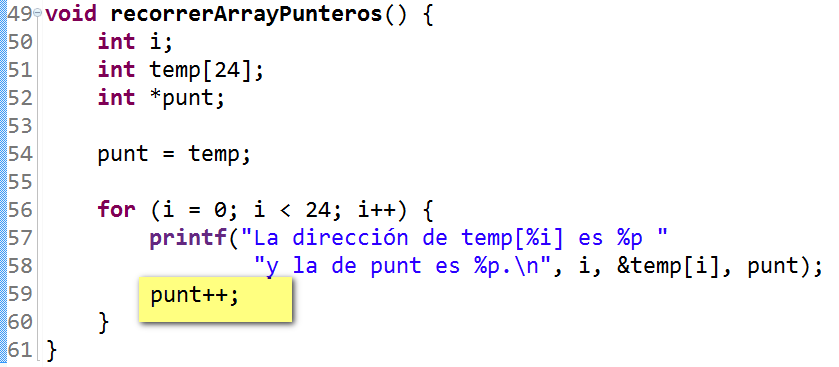 49 void recorrerArrayPunteros() {
50     int i;
51     int temp[24];
52     int *punt;
53
54     punt = temp;
55
56     for (i = 0; i < 24; i++) {
57         printf("La dirección de temp[%i] es %p "
58                 "y la de punt es %p.\n", i, &temp[i], punt);
59         punt++;
60     }
61 }